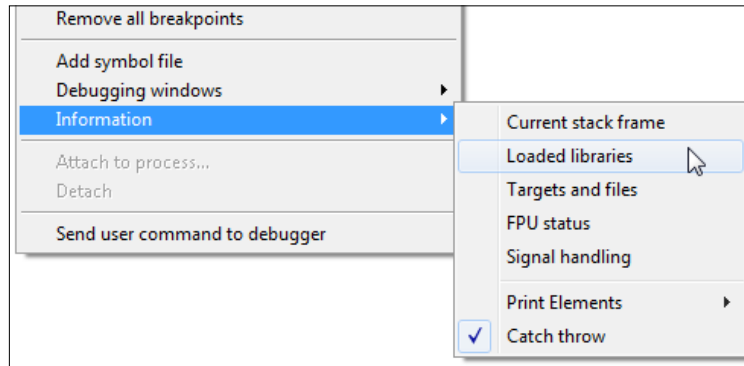 Remove all breakpoints
Add symbol file
Debugging windows
Information
Attach to process...
Detach
Send user command to debugger
Current stack frame
Loaded libraries
Targets and files
FPU status
Signal handling
Print Elements
Catch throw